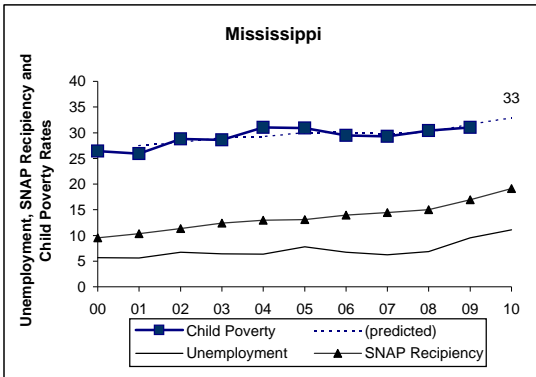 Mississippi
Unemployment, SNAP Recipiency and
Child Poverty Rates
40
35
30
25
20
15
10
5
0
33
00 01 02 03 04 05 06 07 08 09 10
Child Poverty (predicted)
Unemployment SNAP Recipiency